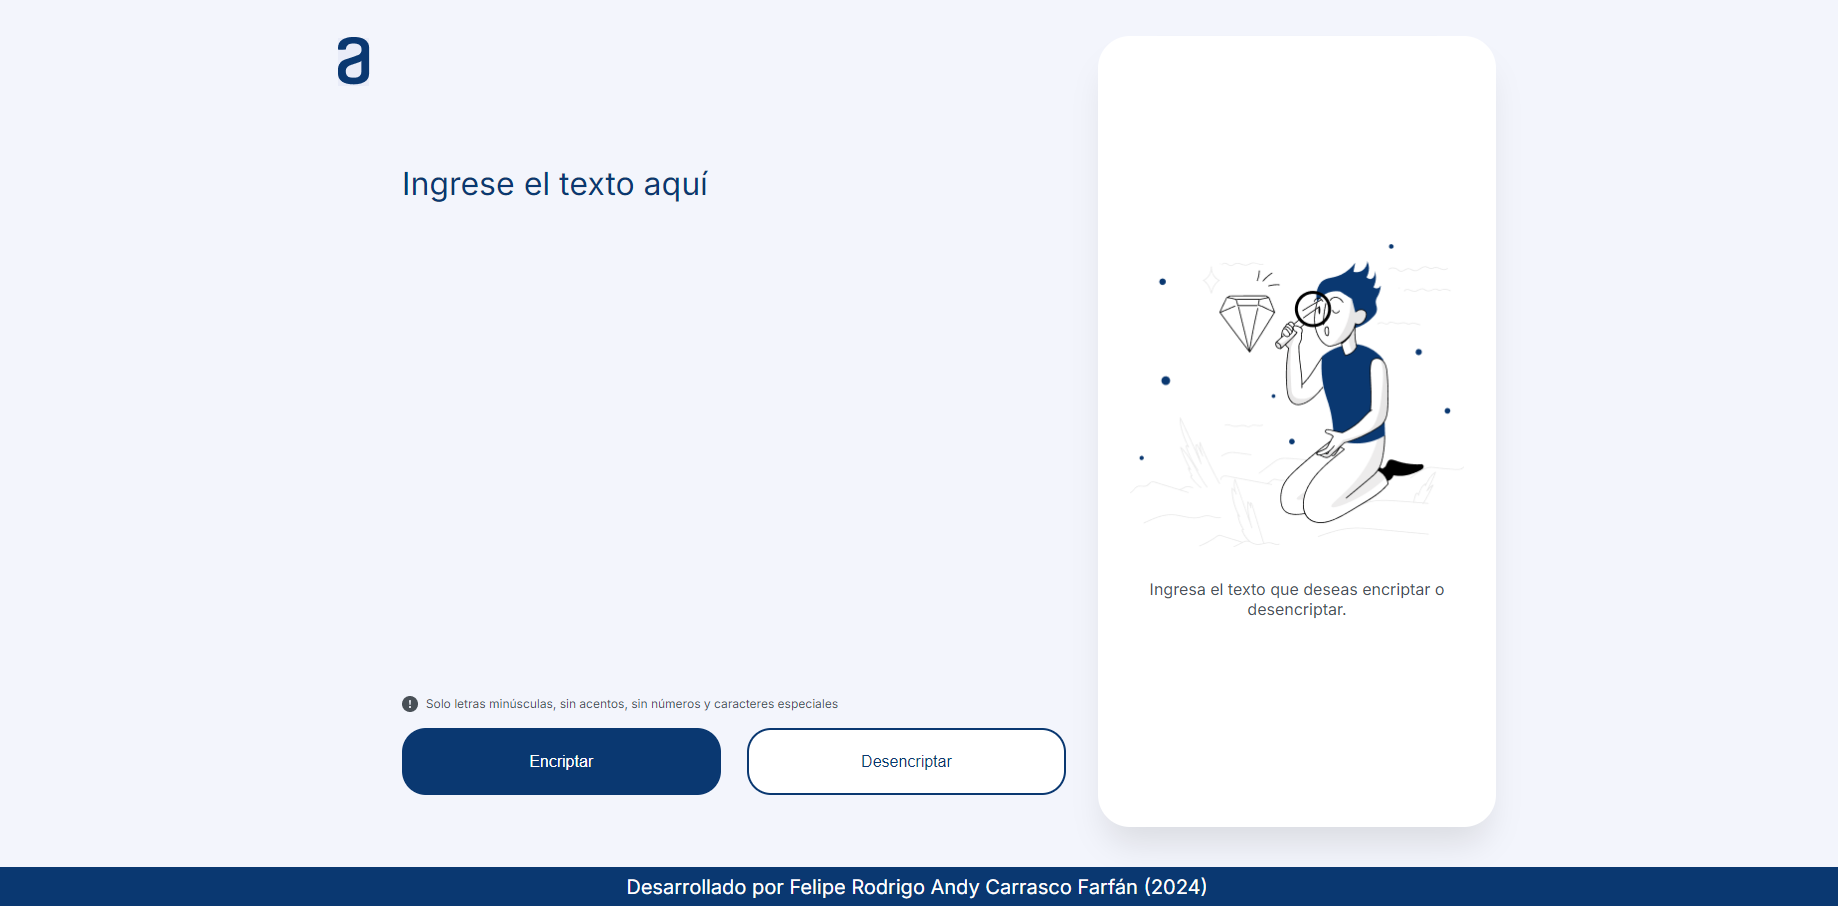 a
Ingrese el texto aquí
Solo letras minúsculas, sin acentos, sin números y caracteres especiales
Encriptar
Desencriptar
Ingresa el texto que deseas encriptar o
desencriptar.
Desarrollado por Felipe Rodrigo Andy Carrasco Farfán (2024)